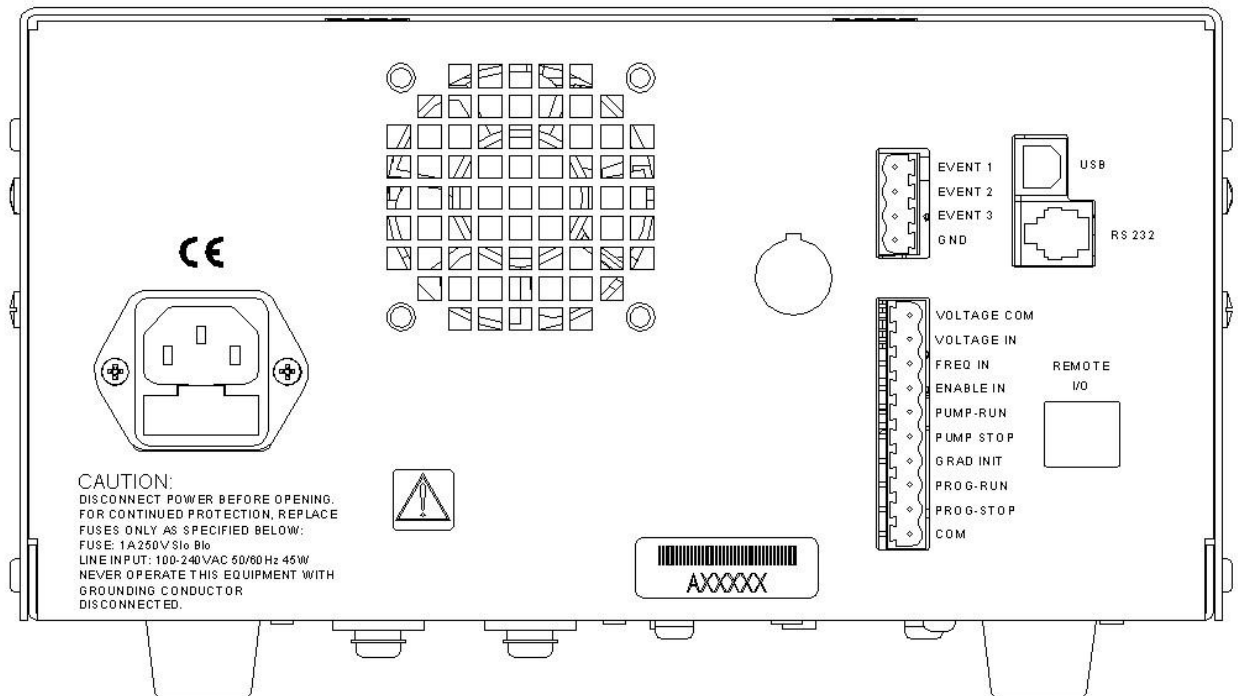 EVENT 1
EVENT 2
EVENT 3
GND
USB
RS 232
CE
VOLTAGE COM
VOLTAGE IN
FREQ IN
ENABLE IN
PUMP-RUN
PUMP STOP
GRAD INIT
PROG-RUN
PROG-STOP
COM
REMOTE
I/O
CAUTION:
DISCONNECT POWER BEFORE OPENING.
FOR CONTINUED PROTECTION, REPLACE
FUSES ONLY AS SPECIFIED BELOW:
FUSE: 1A 250V Slo Blo
LINE INPUT: 100-240VAC 50/60Hz 45W
NEVER OPERATE THIS EQUIPMENT WITH
GROUNDING CONDUCTOR
DISCONNECTED.
!
AXXXXX